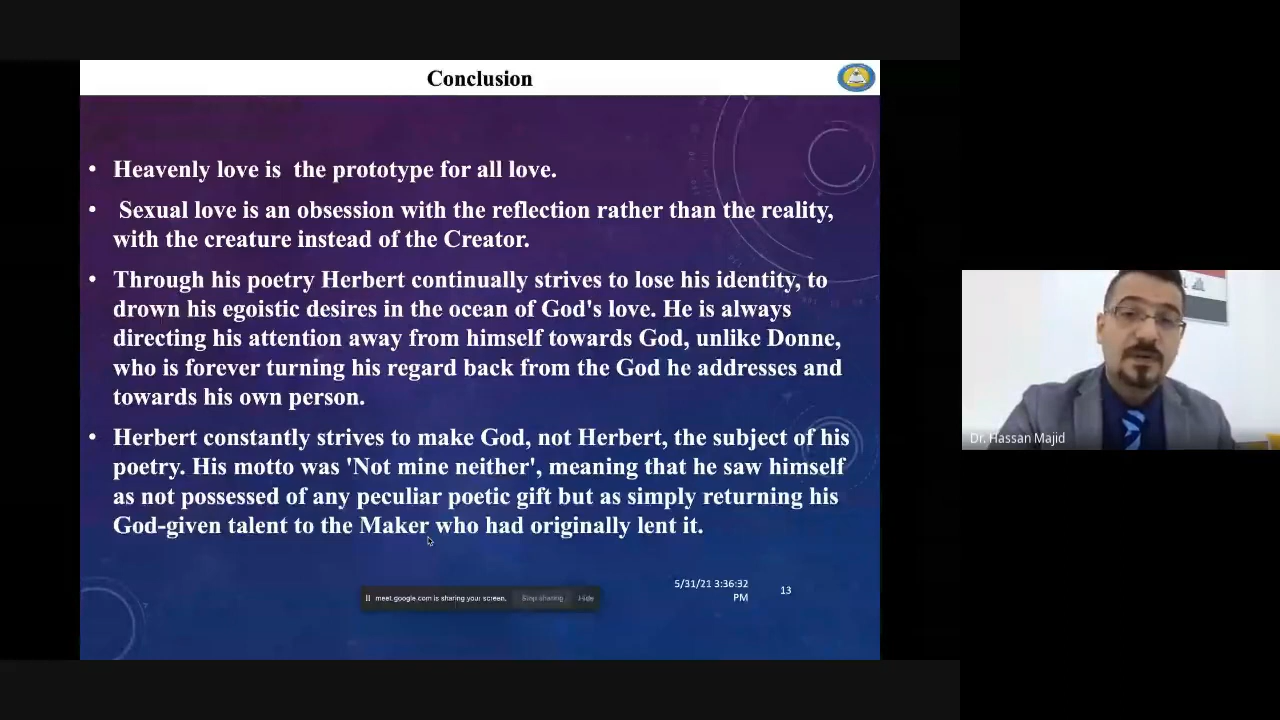 Conclusion
• Heavenly love is  the prototype for all love.
• Sexual love is an obsession with the reflection rather than the reality,
with the creature instead of the Creator.
• Through his poetry Herbert continually strives to lose his identity, to
drown his egoistic desires in the ocean of God's love. He is always
directing his attention away from himself towards God, unlike Donne,
who is forever turning his regard back from the God he addresses and
towards his own person.
• Herbert constantly strives to make God, not Herbert, the subject of his
poetry. His motto was 'Not mine neither', meaning that he saw himself
as not possessed of any peculiar poetic gift but as simply returning his
God-given talent to the Maker who had originally lent it.
meet.google.com is sharing your screen.
Stop sharing
Hide
5/31/21 3:36:32
PM
13
Dr. Hassan Majid